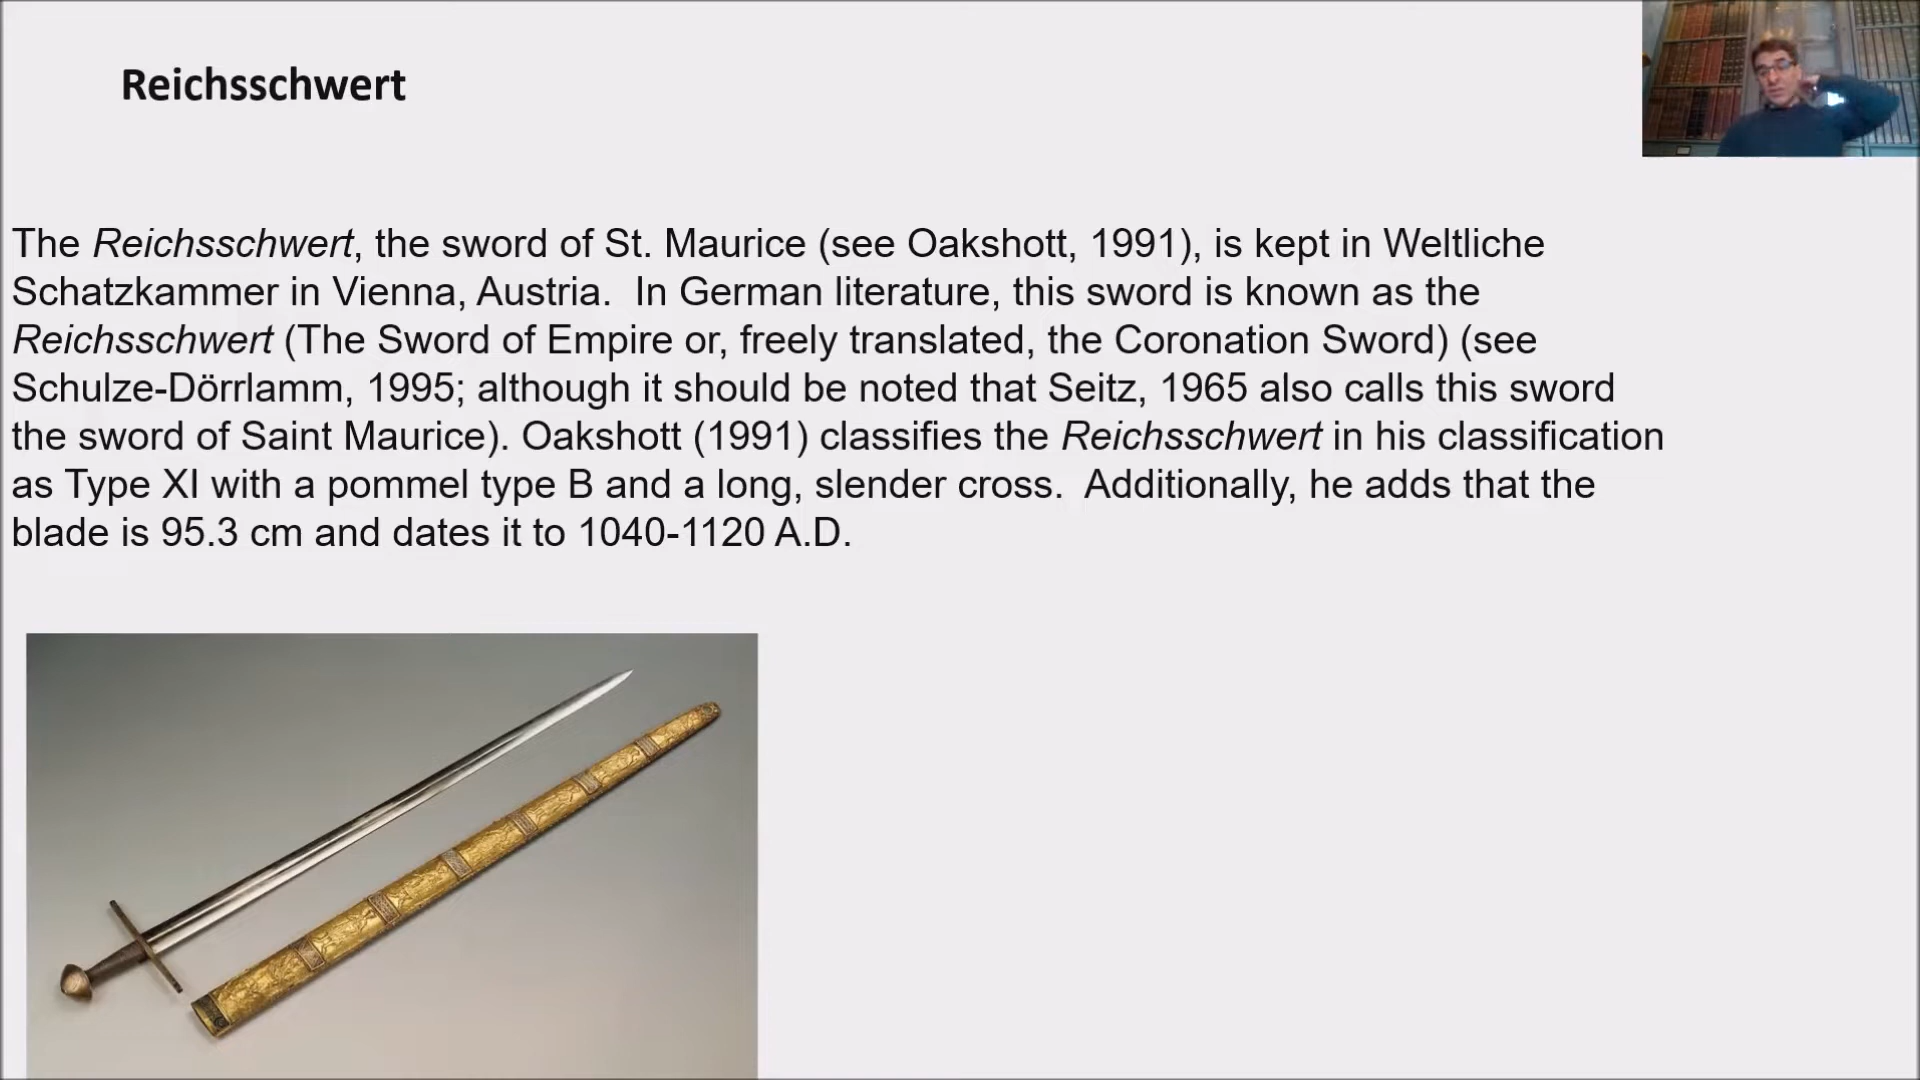 Reichsschwert
The Reichsschwert, the sword of St. Maurice (see Oakshott, 1991), is kept in Weltliche
Schatzkammer in Vienna, Austria.  In German literature, this sword is known as the
Reichsschwert (The Sword of Empire or, freely translated, the Coronation Sword) (see
Schulze-Dörrlamm, 1995; although it should be noted that Seitz, 1965 also calls this sword
the sword of Saint Maurice). Oakshott (1991) classifies the Reichsschwert in his classification
as Type XI with a pommel type B and a long, slender cross.  Additionally, he adds that the
blade is 95.3 cm and dates it to 1040-1120 A.D.